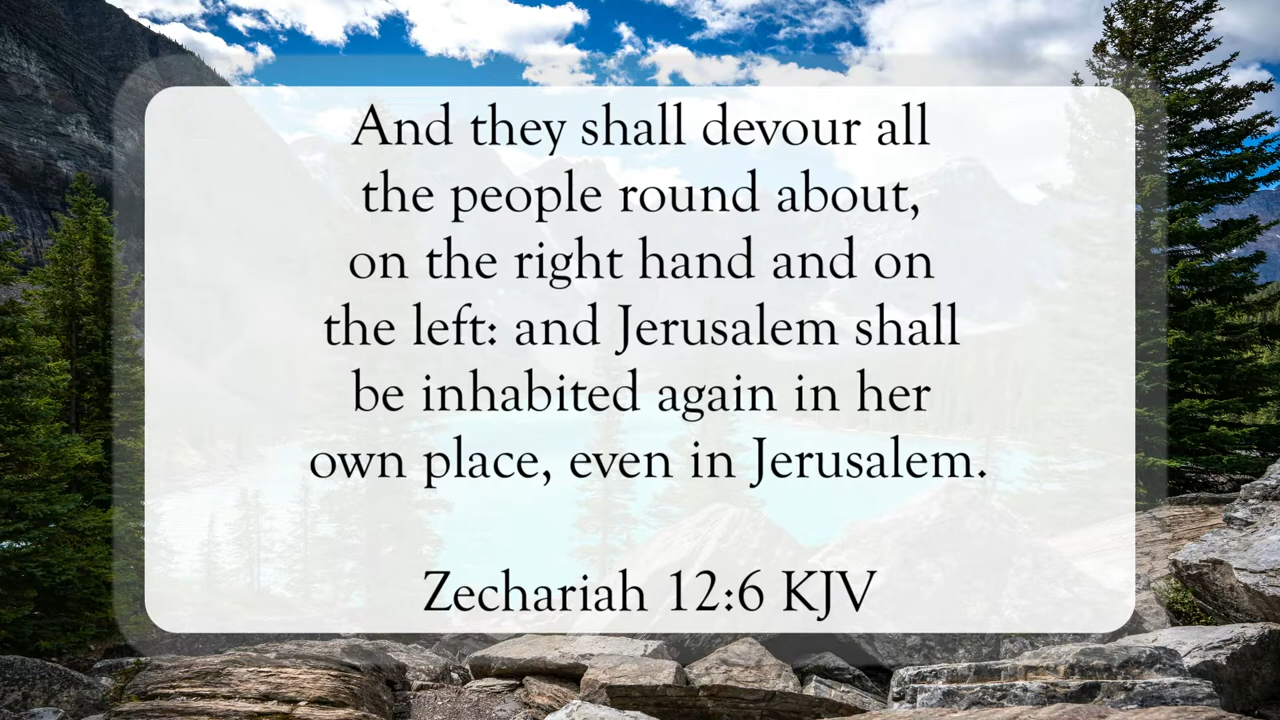 And they shall devour all
the people round about,
on the right hand and on
the left: and Jerusalem shall
be inhabited again in her
own place, even in Jerusalem.
Zechariah 12:6 KJV